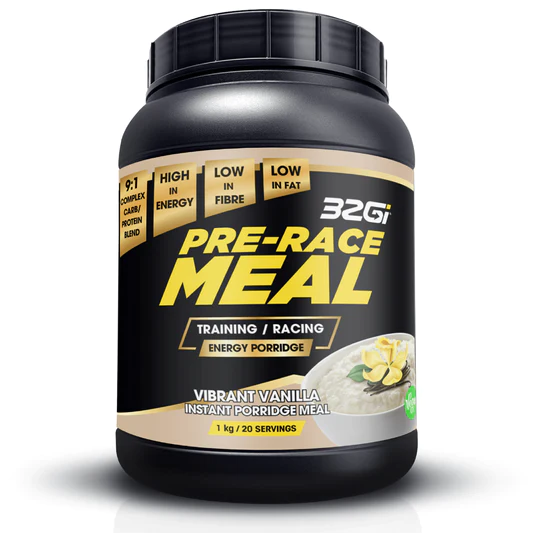 9:1
COMPLEX
CARB/
PROTEIN
BLEND
HIGH
IN
ENERGY
LOW
IN
FIBRE
LOW
IN FAT
32Gi
PRE-RACE
MEAL
TRAINING / RACING
ENERGY PORRIDGE
VIBRANT VANILLA
INSTANT PORRIDGE MEAL
1 kg / 20 SERVINGS